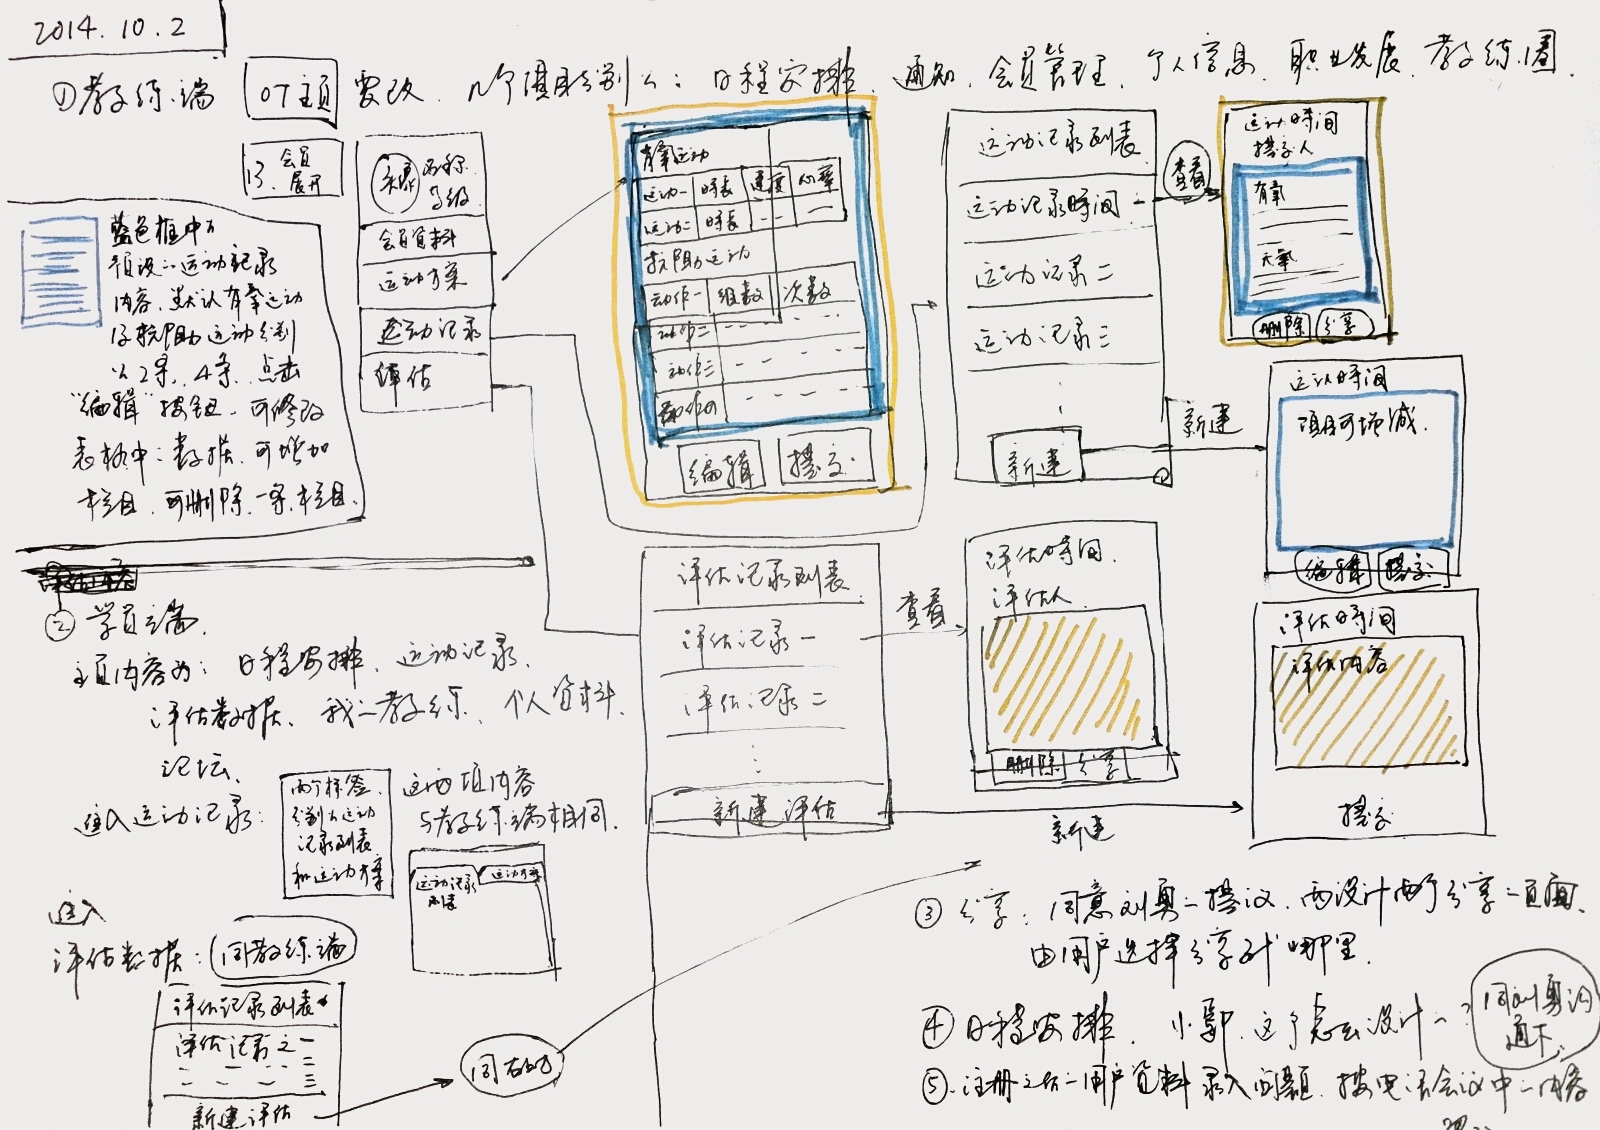 2014.10.2
①教练端 07主页 要改. 几个模块分别为: 日程安排、通知、会员管理、个人信息、职业发展、教练圈.
13. 会员
展开
昵称
等级
会员资料
运动方案
运动记录
评估
蓝色框中为
预设的运动记录
内容,默认有氧运动
及抗阻运动分别
为2条、4条. 点击
“编辑”按钮. 可修改
表格中的数据. 可增加
栏目. 可删除一条栏目.
有氧运动
运动一 时长 速度 心率
运动二 时长 - - —
抗阻力运动
动作一 组数 次数
动作二
动作三
动作四
编辑 提交.
运动记录列表
运动记录时间一
运动记录二
运动记录三
新建
查看
运动时间
提交人
有氧
无氧
删除 分享
新建
运动时间
项目可增减.
编辑 提交
评估记录列表
评估记录一
评估记录二
新建评估
查看
评估时间.
评估人
删除 分享
新建
评估时间
评估内容
提交
② 学员端.
主页内容为: 日程安排、运动记录、
评估数据、我的教练、个人资料、
论坛、
进入运动记录:
两个标签.
分别为运动
记录列表
和运动方案
这两项内容
与教练端相同.
运动记录
列表
运动方案
进入
评估数据: 同教练端
评估记录列表
评估记录之一
二
三
新建评估
同右边
③ 分享: 同意刘勇的提议. 要设计两个分享的页面.
由用户选择分享到哪里.
④ 日程安排. 小郭. 这个怎么设计的? 同刘勇沟
通下.
⑤. 注册之后的用户资料录入问题. 按电话会议中的内容